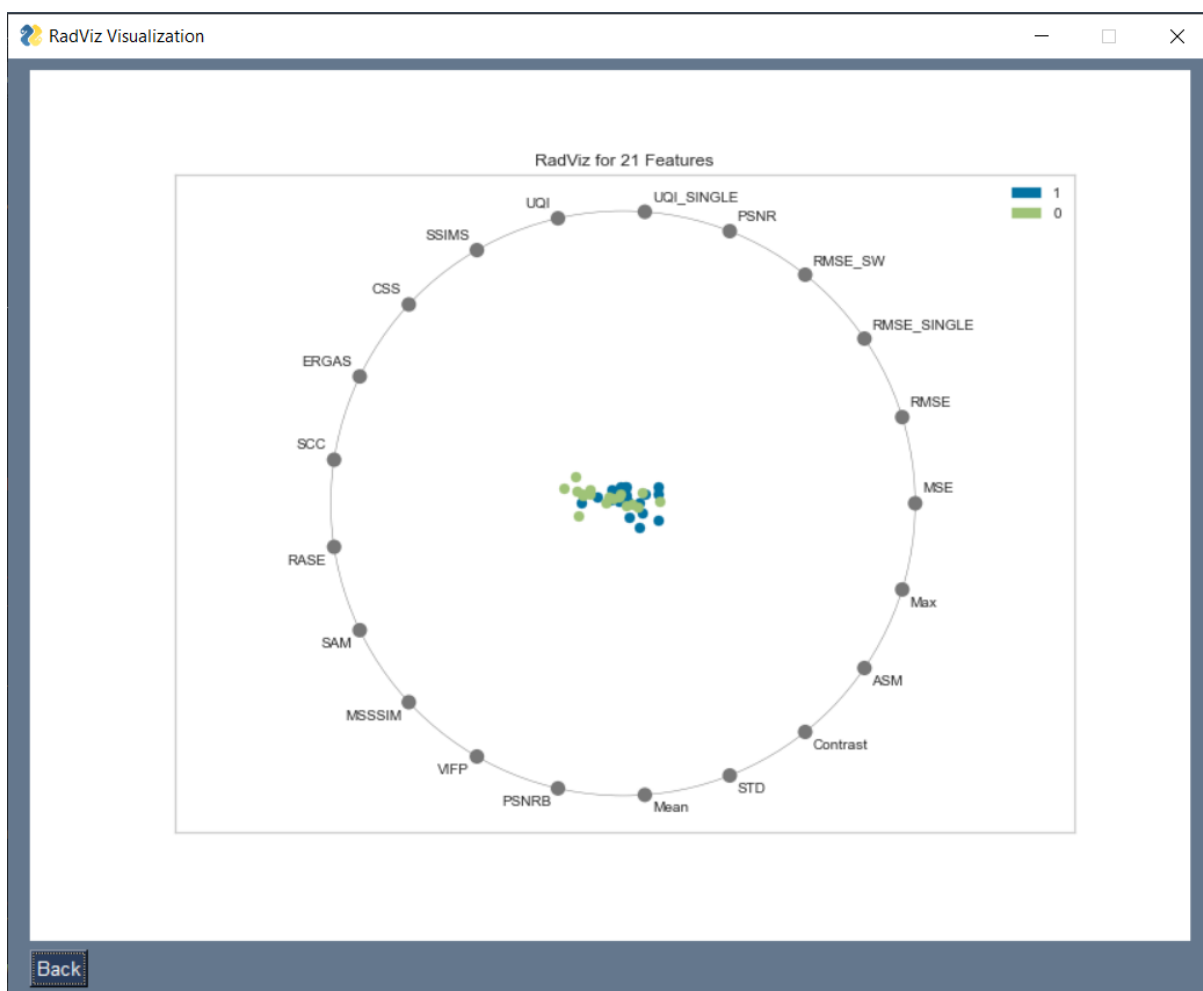 RadViz Visualization
RadViz for 21 Features
1
0
UQI_SINGLE
UQI
PSNR
SSIMS
RMSE_SW
CSS
RMSE_SINGLE
ERGAS
RMSE
SCC
MSE
RASE
Max
SAM
ASM
MSSSIM
Contrast
VIFP
STD
PSNRB
Mean
Back